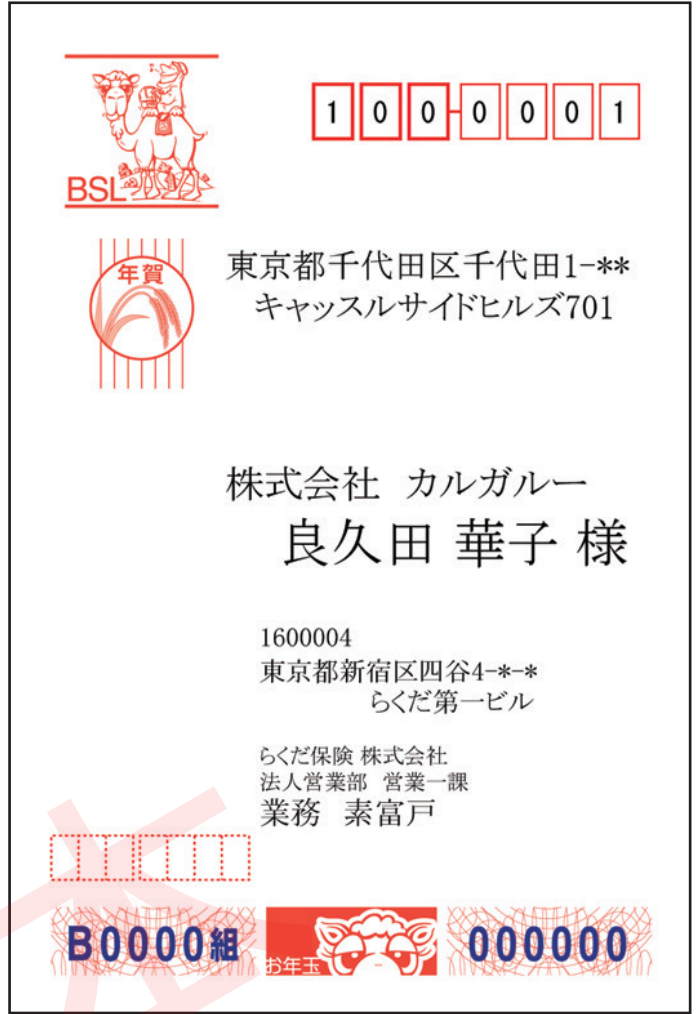 BSL
100-0001
年賀
東京都千代田区千代田1-**
キャッスルサイドヒルズ701
株式会社 カルガルー
良久田 華子 様
1600004
東京都新宿区四谷4-*-*
らくだ第一ビル
らくだ保険 株式会社
法人営業部 営業一課
業務 素富戸
B0000組
お年玉
000000